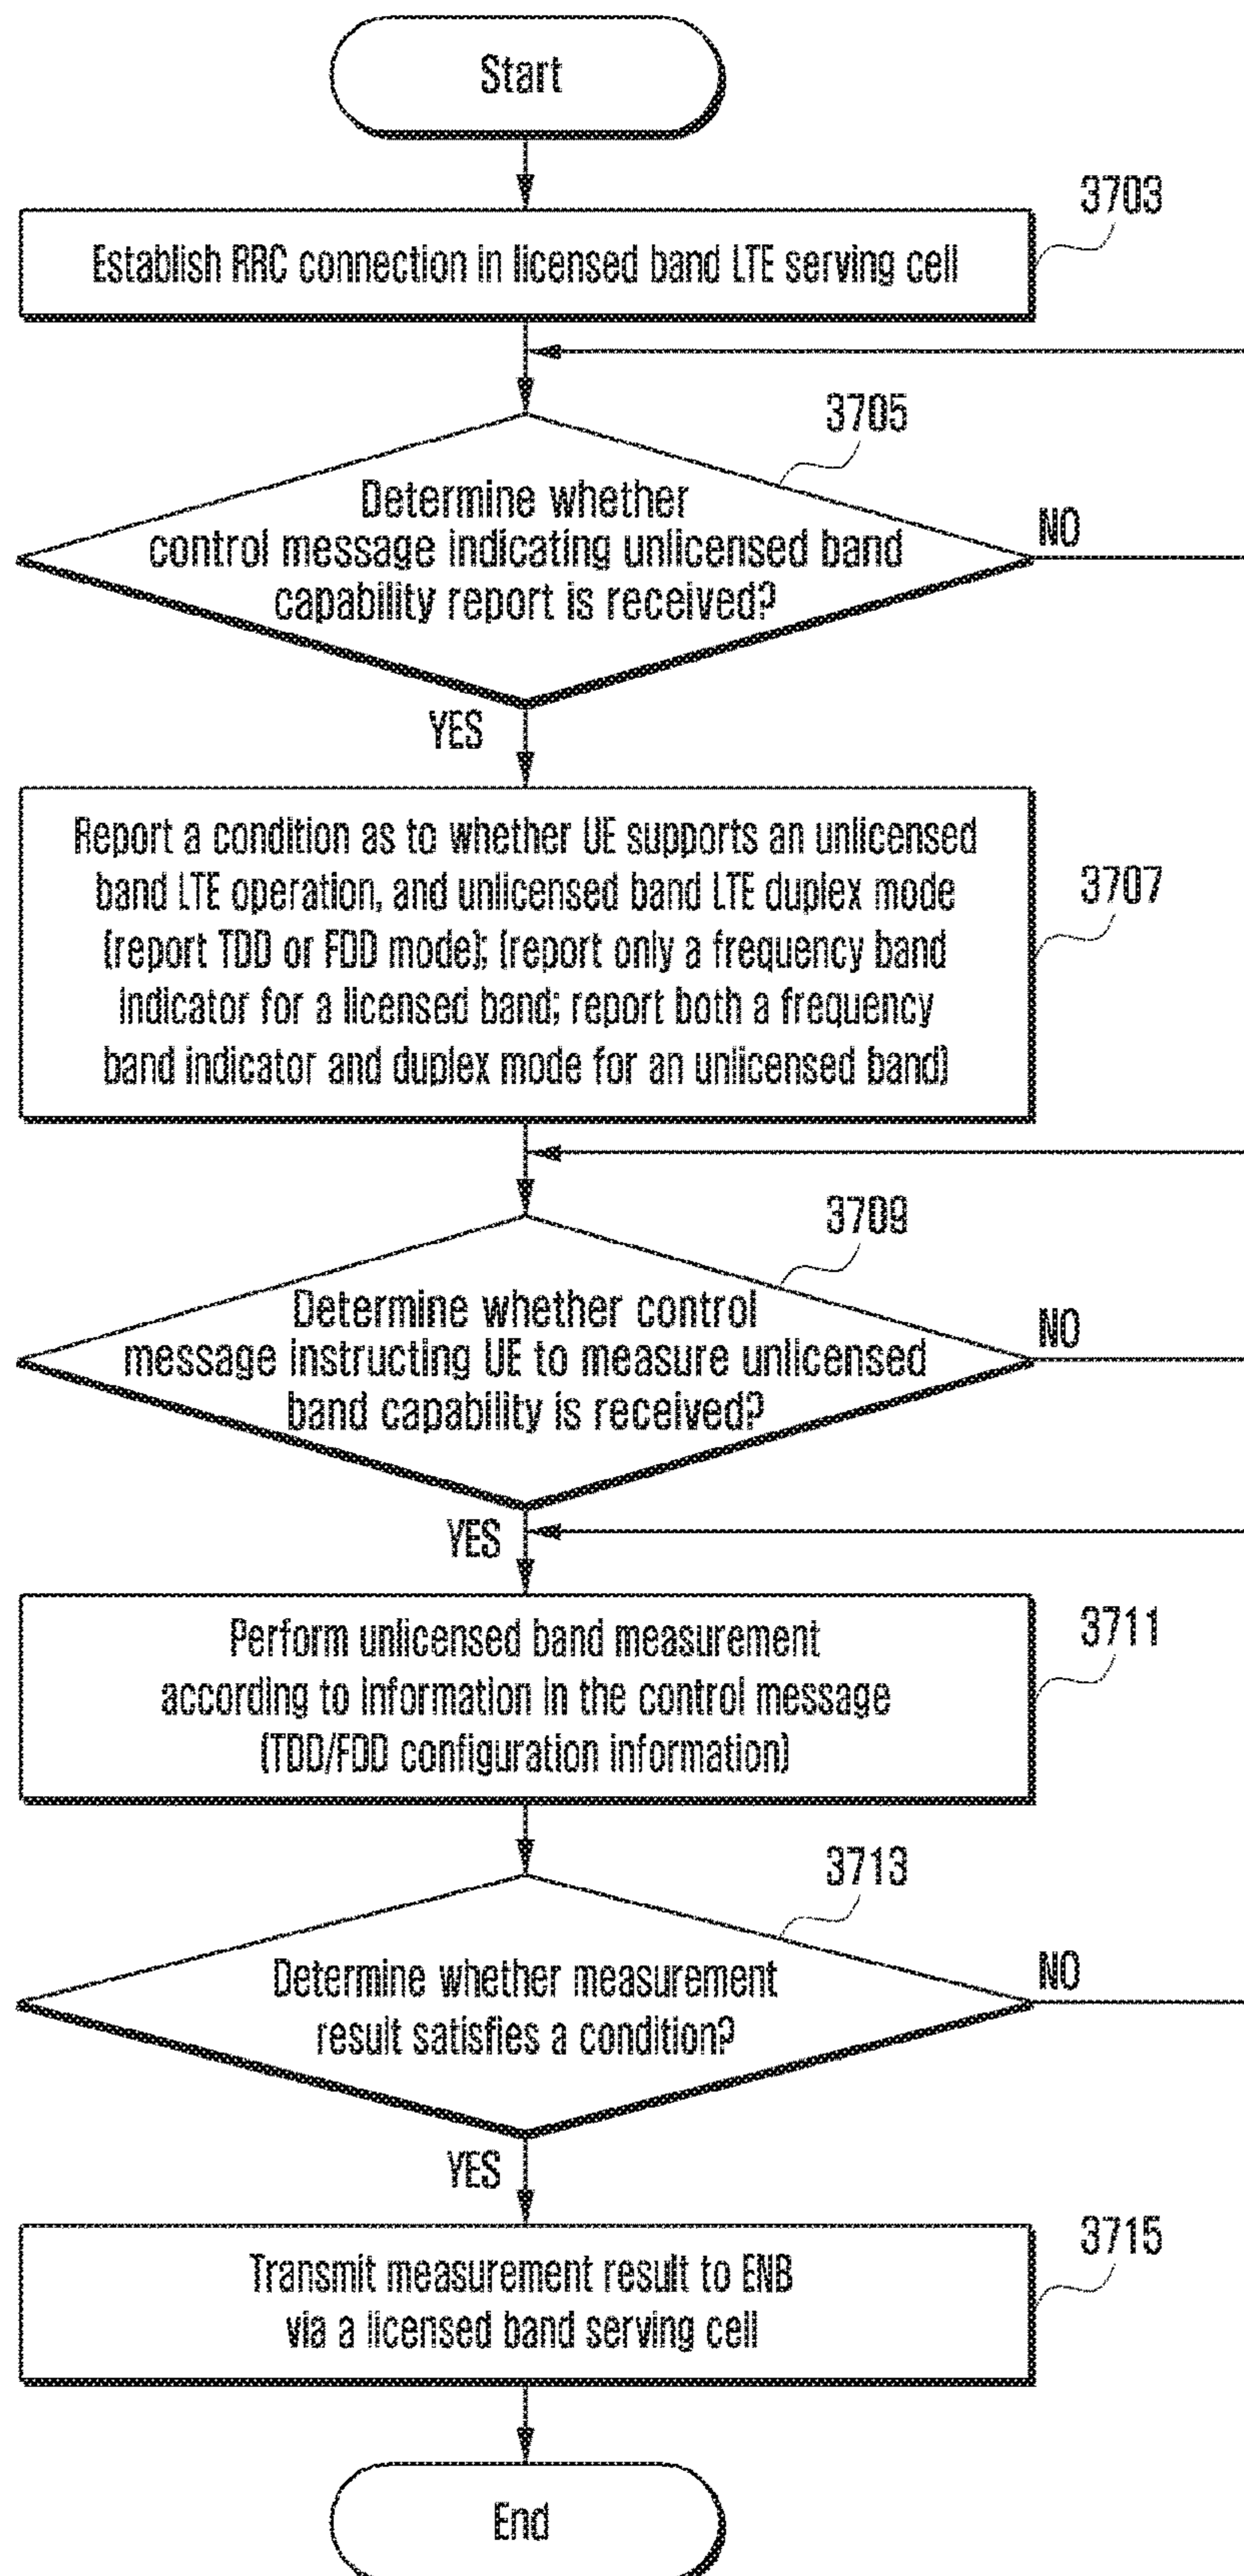 Start
3703
Establish RRC connection in licensed band LTE serving cell
3705
Determine whether
control message indicating unlicensed band
capability report is received?
NO
YES
Report a condition as to whether UE supports an unlicensed
band LTE operation, and unlicensed band LTE duplex mode
(report TDD or FDD mode); (report only a frequency band
indicator for a licensed band; report both a frequency
band indicator and duplex mode for an unlicensed band)
3707
3709
Determine whether control
message instructing UE to measure unlicensed
band capability is received?
NO
YES
Perform unlicensed band measurement
according to information in the control message
(TDD/FDD configuration information)
3711
3713
Determine whether measurement
result satisfies a condition?
NO
YES
Transmit measurement result to ENB
via a licensed band serving cell
3715
End